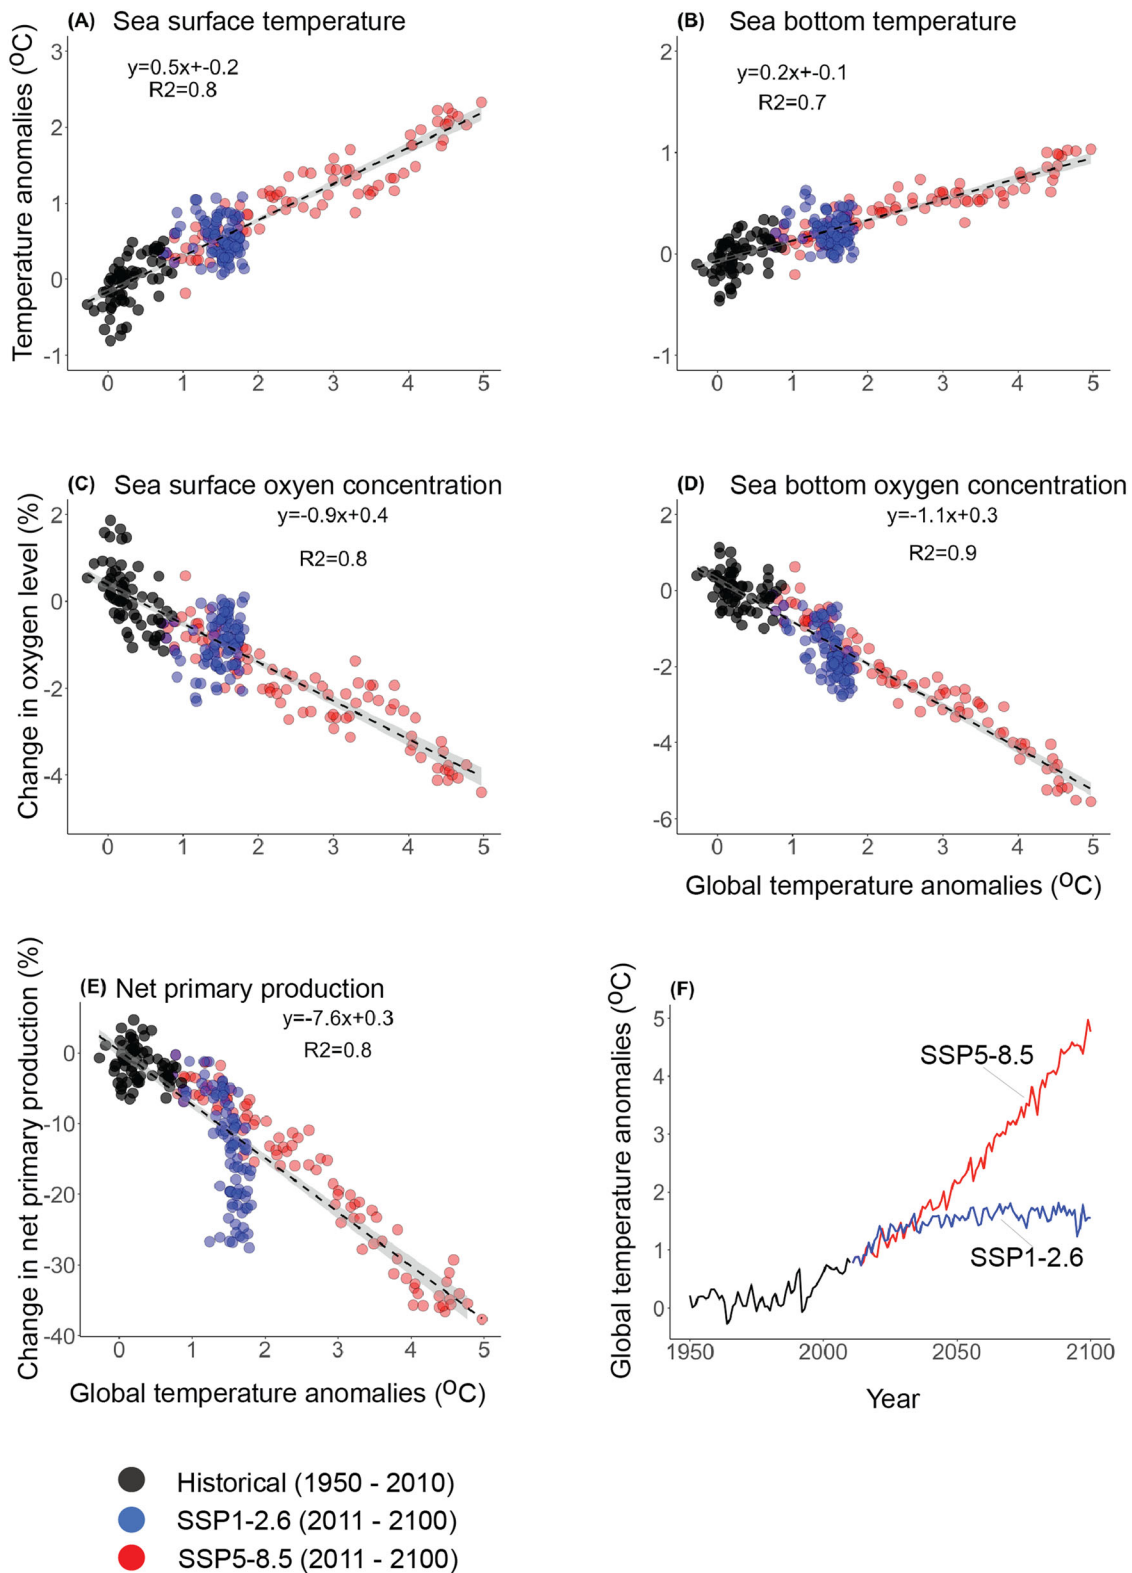 (A) Sea surface temperature
Temperature anomalies (ºC)
y=0.5x+-0.2
R2=0.8
3
2
1
0
-1
0 1 2 3 4 5
(B) Sea bottom temperature
y=0.2x+-0.1
R2=0.7
2
1
0
-1
0 1 2 3 4 5
(C) Sea surface oxyen concentration
Change in oxygen level (%)
y=-0.9x+0.4
R2=0.8
2
0
-2
-4
0 1 2 3 4 5
(D) Sea bottom oxygen concentration
y=-1.1x+0.3
R2=0.9
2
0
-2
-4
-6
0 1 2 3 4 5
Global temperature anomalies (ºC)
(E) Net primary production
Change in net primary production (%)
y=-7.6x+0.3
R2=0.8
0
-10
-20
-30
-40
0 1 2 3 4 5
Global temperature anomalies (ºC)
(F)
Global temperature anomalies (ºC)
5
4
3
2
1
0
SSP5-8.5
SSP1-2.6
1950 2000 2050 2100
Year
Historical (1950 - 2010)
SSP1-2.6 (2011 - 2100)
SSP5-8.5 (2011 - 2100)